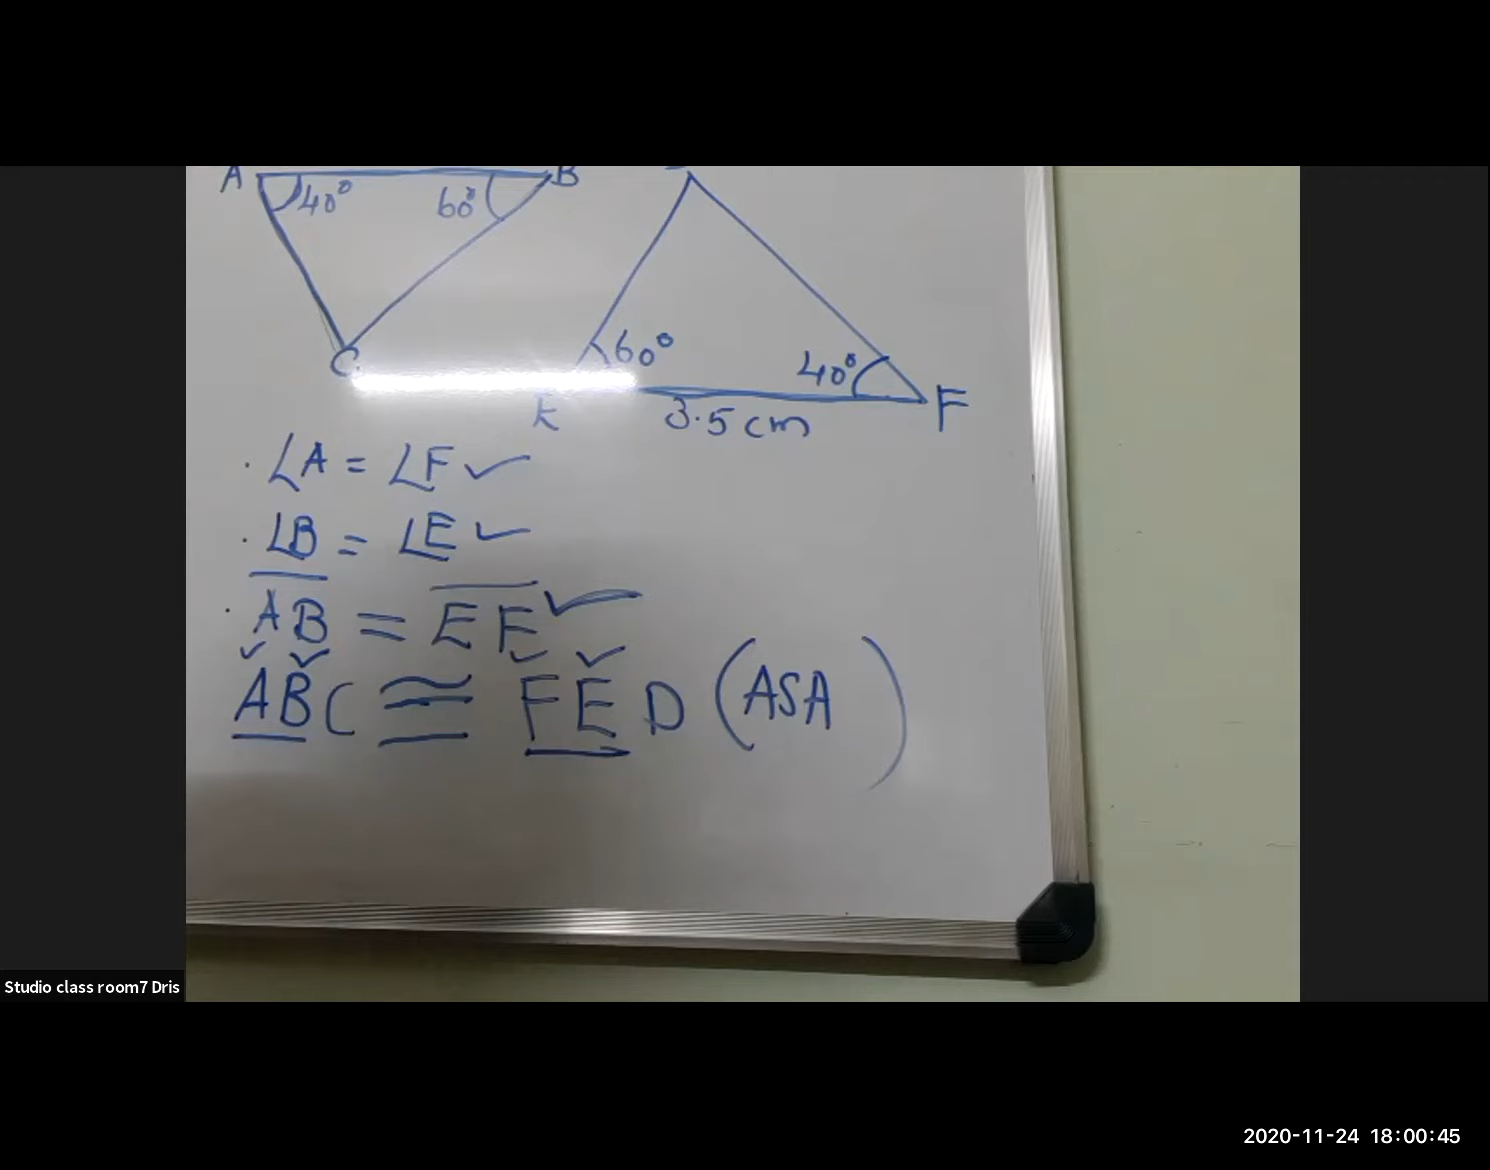 A B
40° 60°
C
60° 40°
E F
3.5 cm
∠A = ∠F ✓
∠B = ∠E ✓
AB = EF ✓
ABC ≅ FED (ASA)
Studio class room7 Dris
2020-11-24 18:00:45